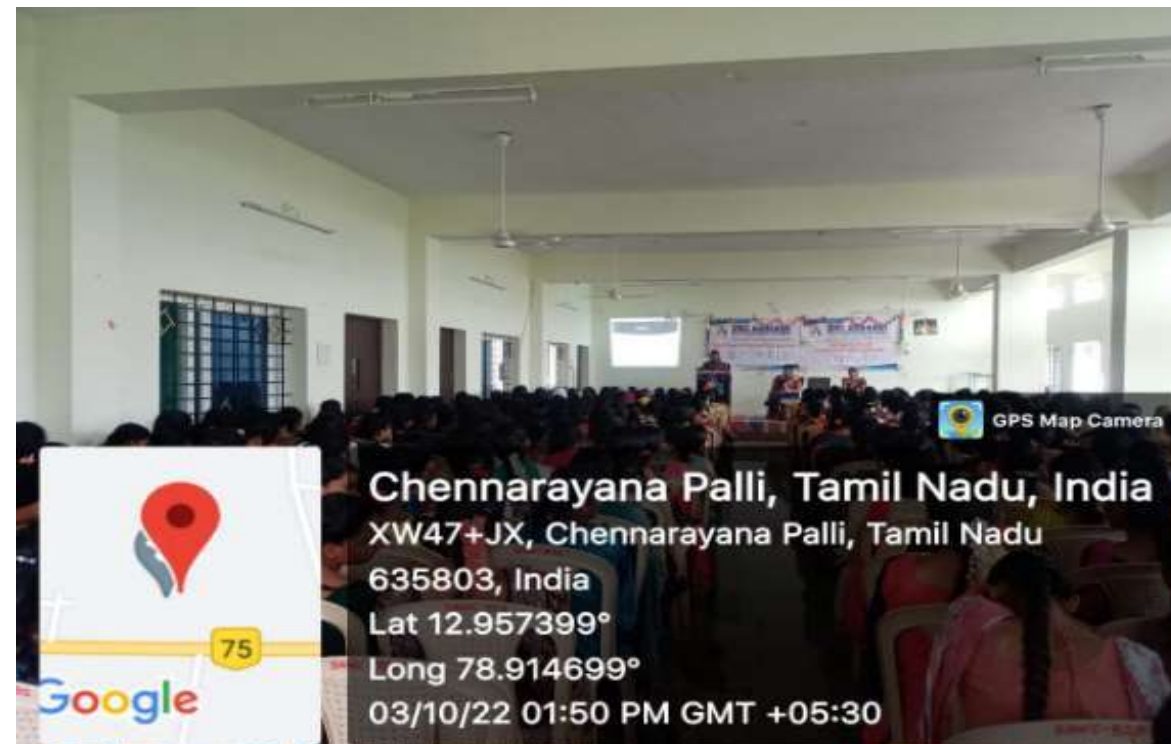 GPS Map Camera
Chennarayana Palli, Tamil Nadu, India
XW47+JX, Chennarayana Palli, Tamil Nadu
635803, India
Lat 12.957399°
Long 78.914699°
03/10/22 01:50 PM GMT +05:30
75
Google